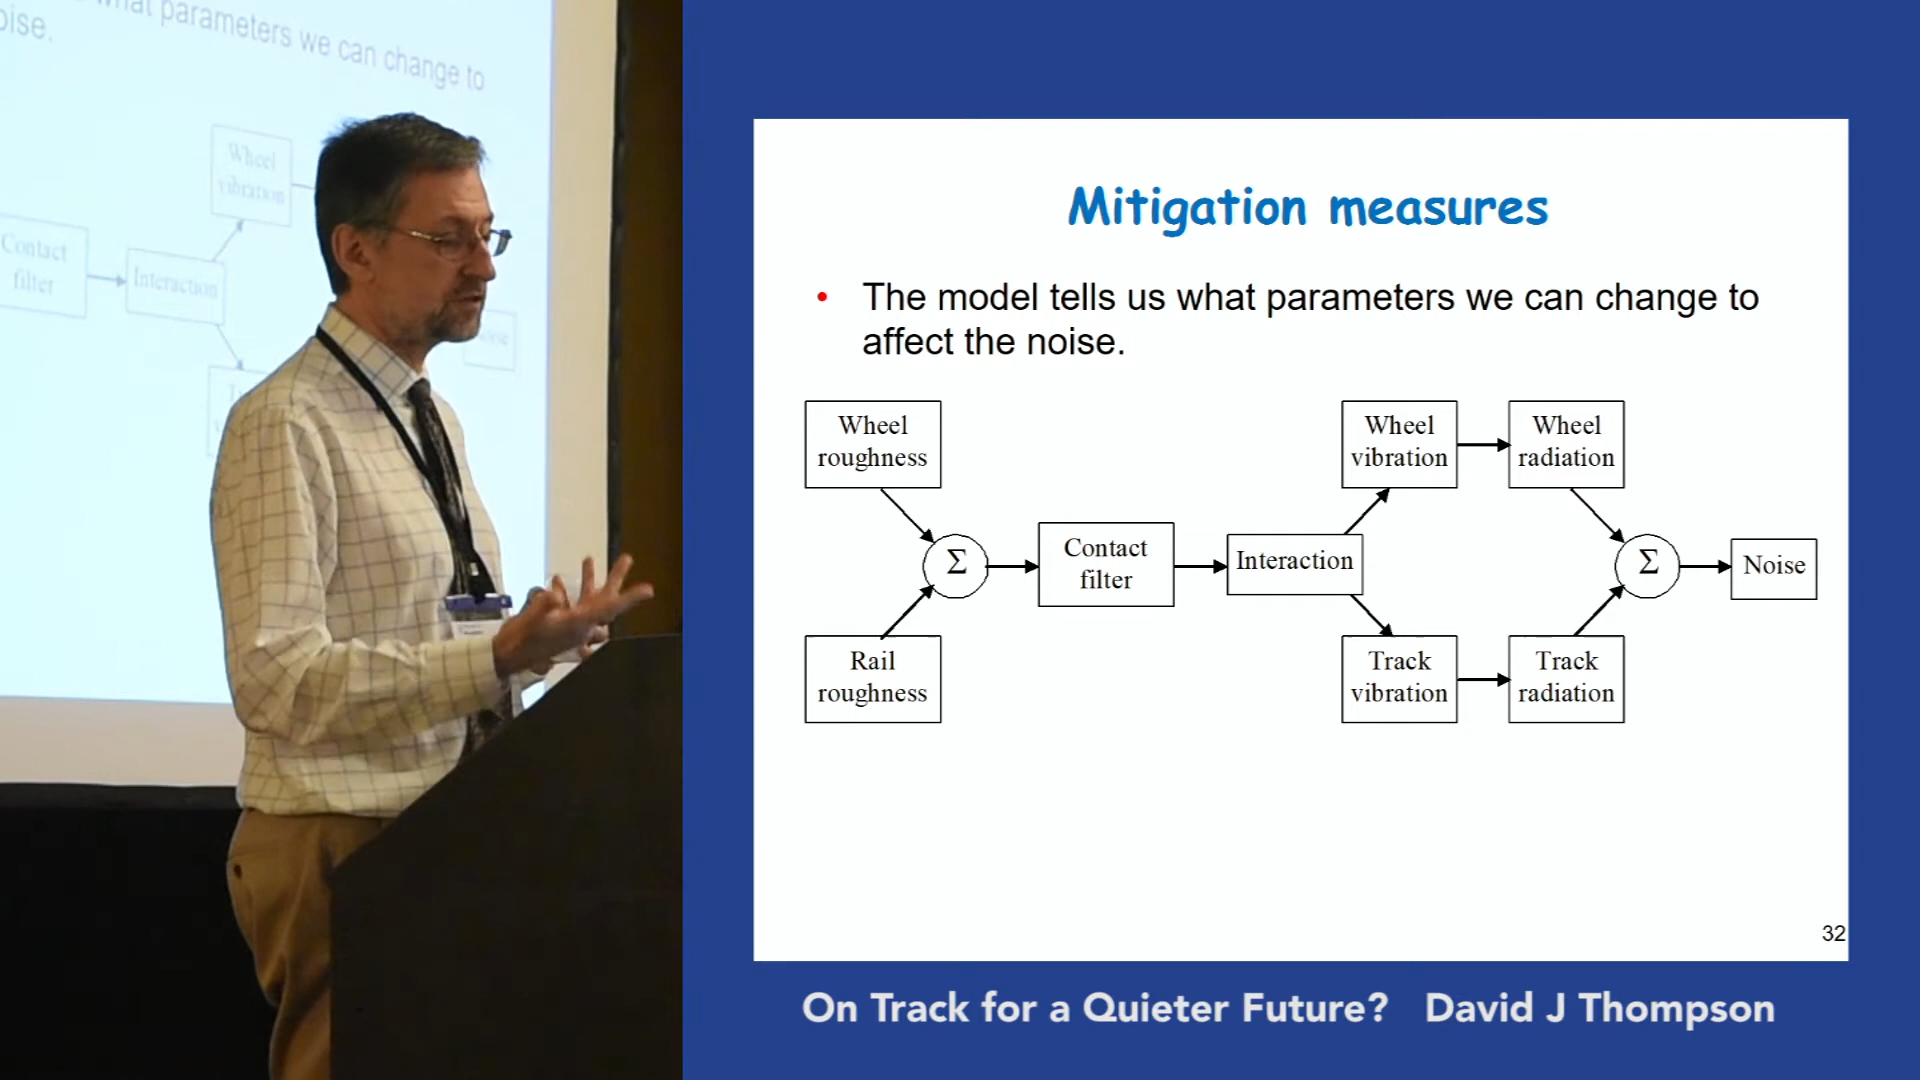 what parameters we can change to
oise.
Wheel
vibration
Contact
filter
Interaction
Mitigation measures
• The model tells us what parameters we can change to
affect the noise.
Wheel
roughness
Rail
roughness
Σ
Contact
filter
Interaction
Wheel
vibration
Wheel
radiation
Track
vibration
Track
radiation
Σ
Noise
32
On Track for a Quieter Future? David J Thompson